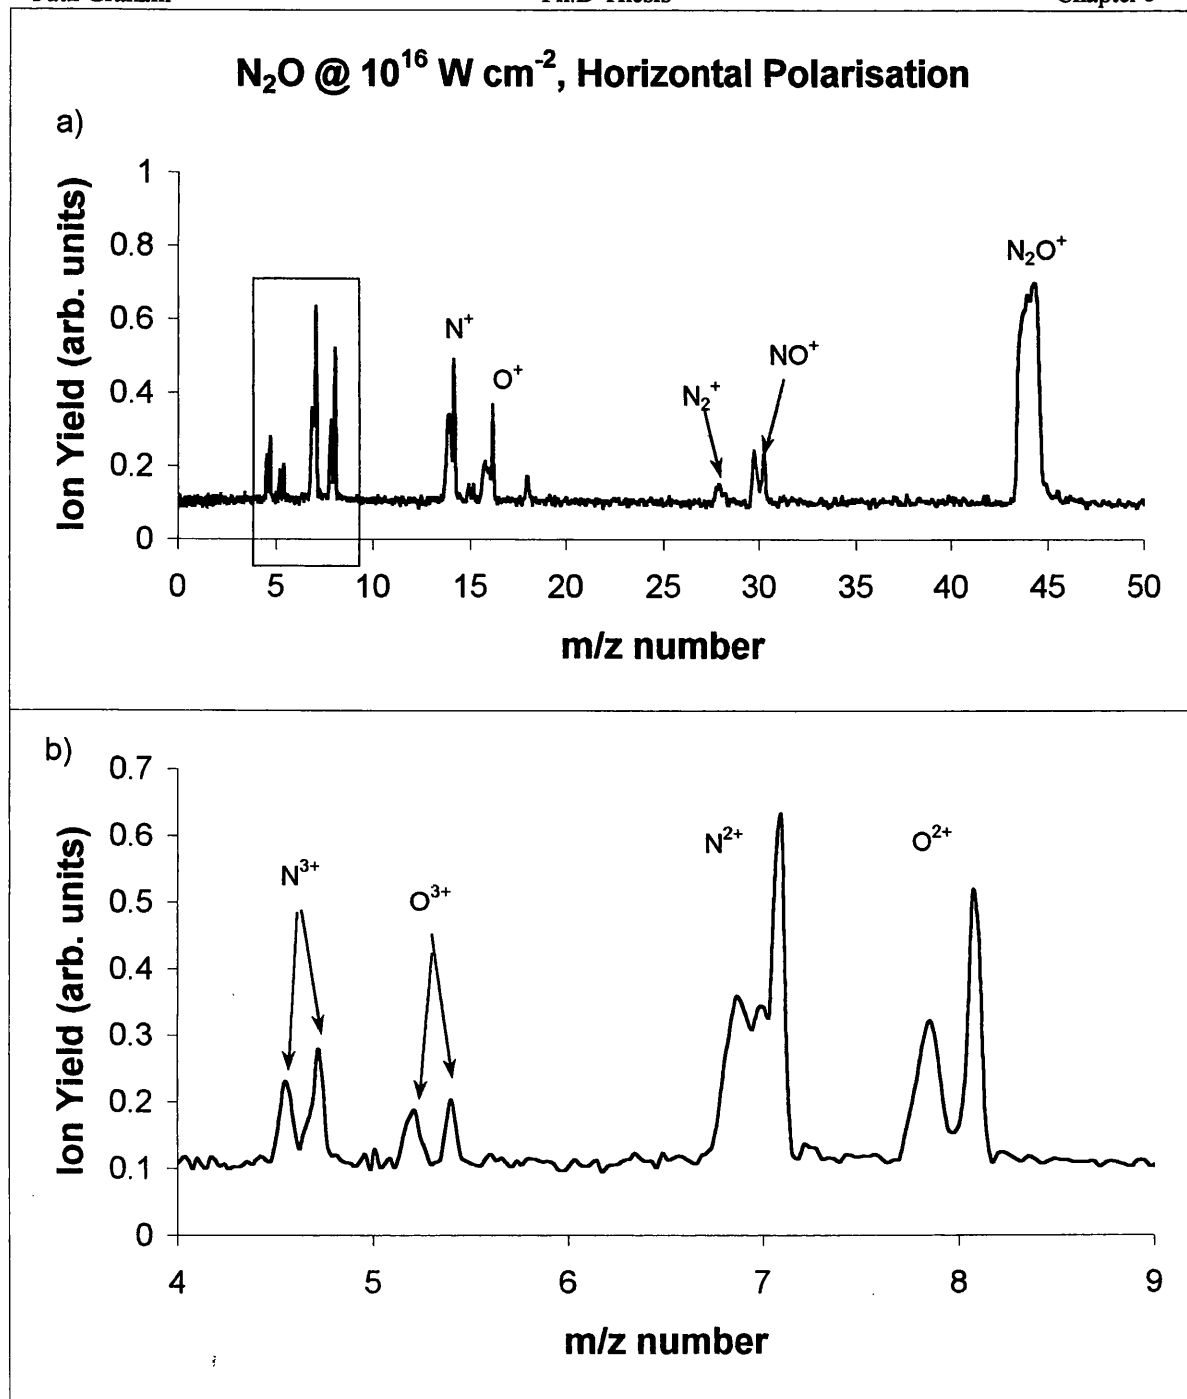 N₂O @ 10¹⁶ W cm⁻², Horizontal Polarisation
a)
Ion Yield (arb. units)
1
0.8
0.6
0.4
0.2
0
N⁺
O⁺
N₂⁺
NO⁺
N₂O⁺
0 5 10 15 20 25 30 35 40 45 50
m/z number
b)
Ion Yield (arb. units)
0.7
0.6
0.5
0.4
0.3
0.2
0.1
0
N³⁺
O³⁺
N²⁺
O²⁺
4 5 6 7 8 9
m/z number